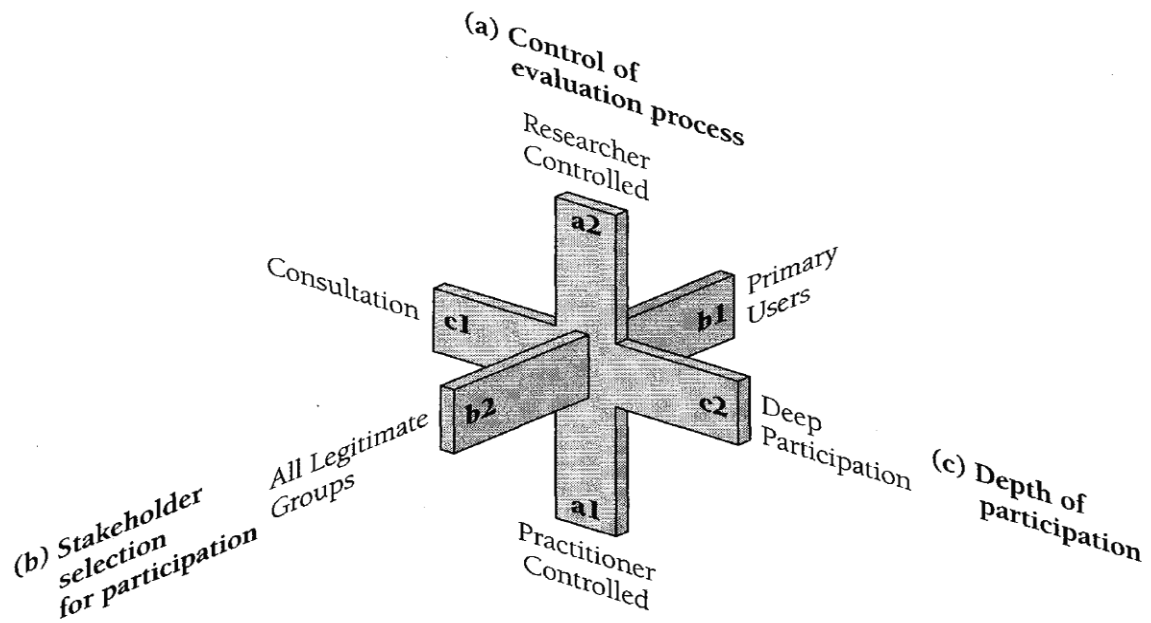 (a) Control of
evaluation process
Researcher
Controlled
a2
Consultation
c1
Primary
Users
b1
b2
All Legitimate
Groups
c2
Deep
Participation
(b) Stakeholder
selection
for participation
(c) Depth of
participation
a1
Practitioner
Controlled